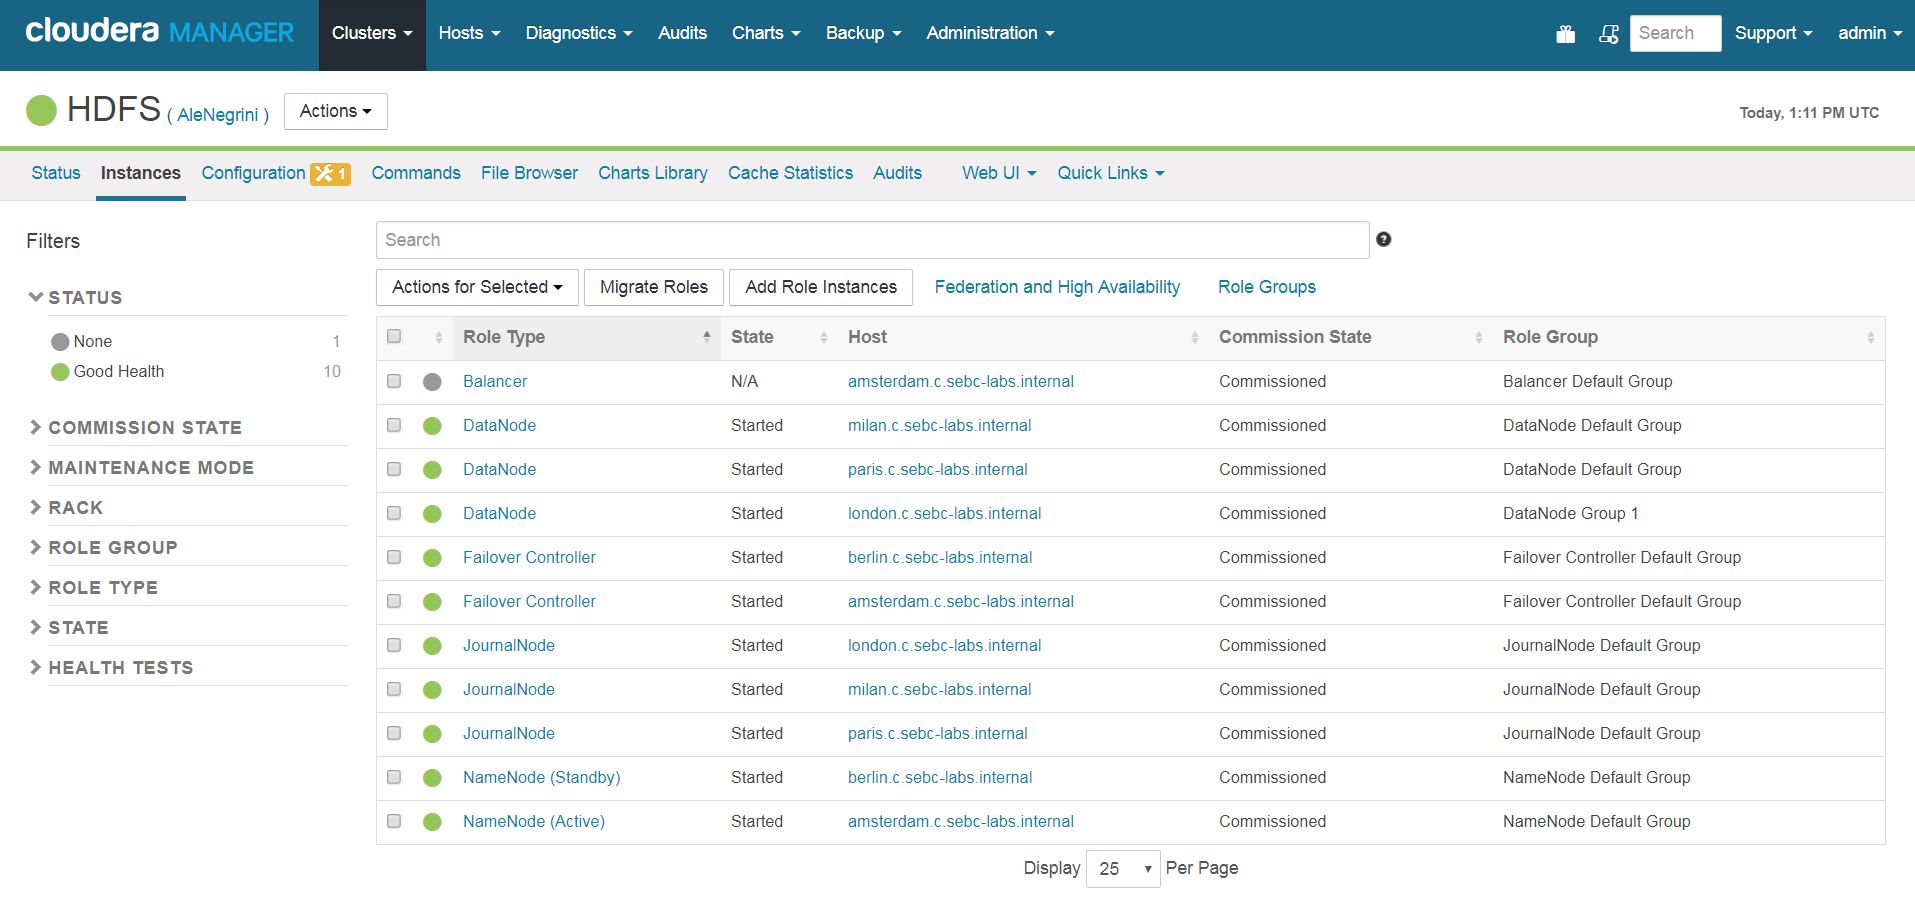 cloudera MANAGER Clusters Hosts Diagnostics Audits Charts Backup Administration Search Support admin
HDFS ( AleNegrini ) Actions Today, 1:11 PM UTC
Status Instances Configuration 1 Commands File Browser Charts Library Cache Statistics Audits Web UI Quick Links
Filters
STATUS
None 1
Good Health 10
COMMISSION STATE
MAINTENANCE MODE
RACK
ROLE GROUP
ROLE TYPE
STATE
HEALTH TESTS
Search ?
Actions for Selected Migrate Roles Add Role Instances Federation and High Availability Role Groups
Role Type State Host Commission State Role Group
Balancer N/A amsterdam.c.sebc-labs.internal Commissioned Balancer Default Group
DataNode Started milan.c.sebc-labs.internal Commissioned DataNode Default Group
DataNode Started paris.c.sebc-labs.internal Commissioned DataNode Default Group
DataNode Started london.c.sebc-labs.internal Commissioned DataNode Group 1
Failover Controller Started berlin.c.sebc-labs.internal Commissioned Failover Controller Default Group
Failover Controller Started amsterdam.c.sebc-labs.internal Commissioned Failover Controller Default Group
JournalNode Started london.c.sebc-labs.internal Commissioned JournalNode Default Group
JournalNode Started milan.c.sebc-labs.internal Commissioned JournalNode Default Group
JournalNode Started paris.c.sebc-labs.internal Commissioned JournalNode Default Group
NameNode (Standby) Started berlin.c.sebc-labs.internal Commissioned NameNode Default Group
NameNode (Active) Started amsterdam.c.sebc-labs.internal Commissioned NameNode Default Group
Display 25 Per Page